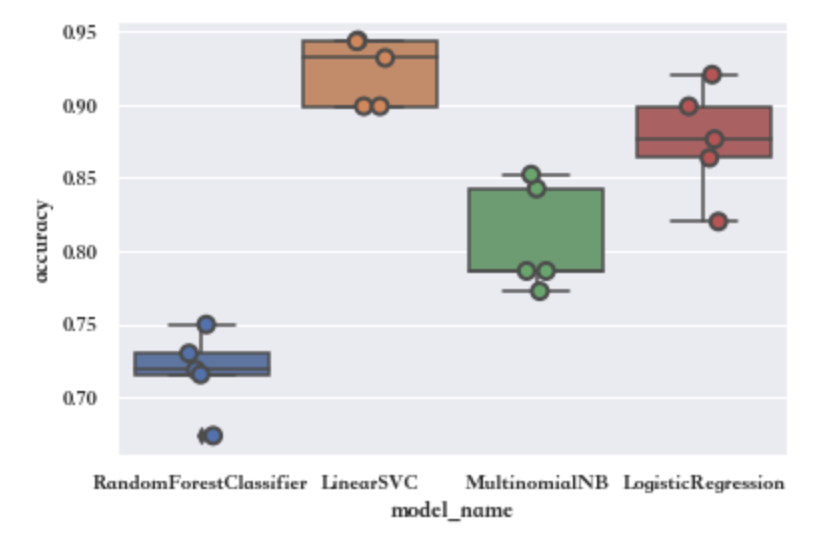 0.95
0.90
0.85
0.80
0.75
0.70
accuracy
RandomForestClassifier LinearSVC MultinomialNB LogisticRegression
model_name